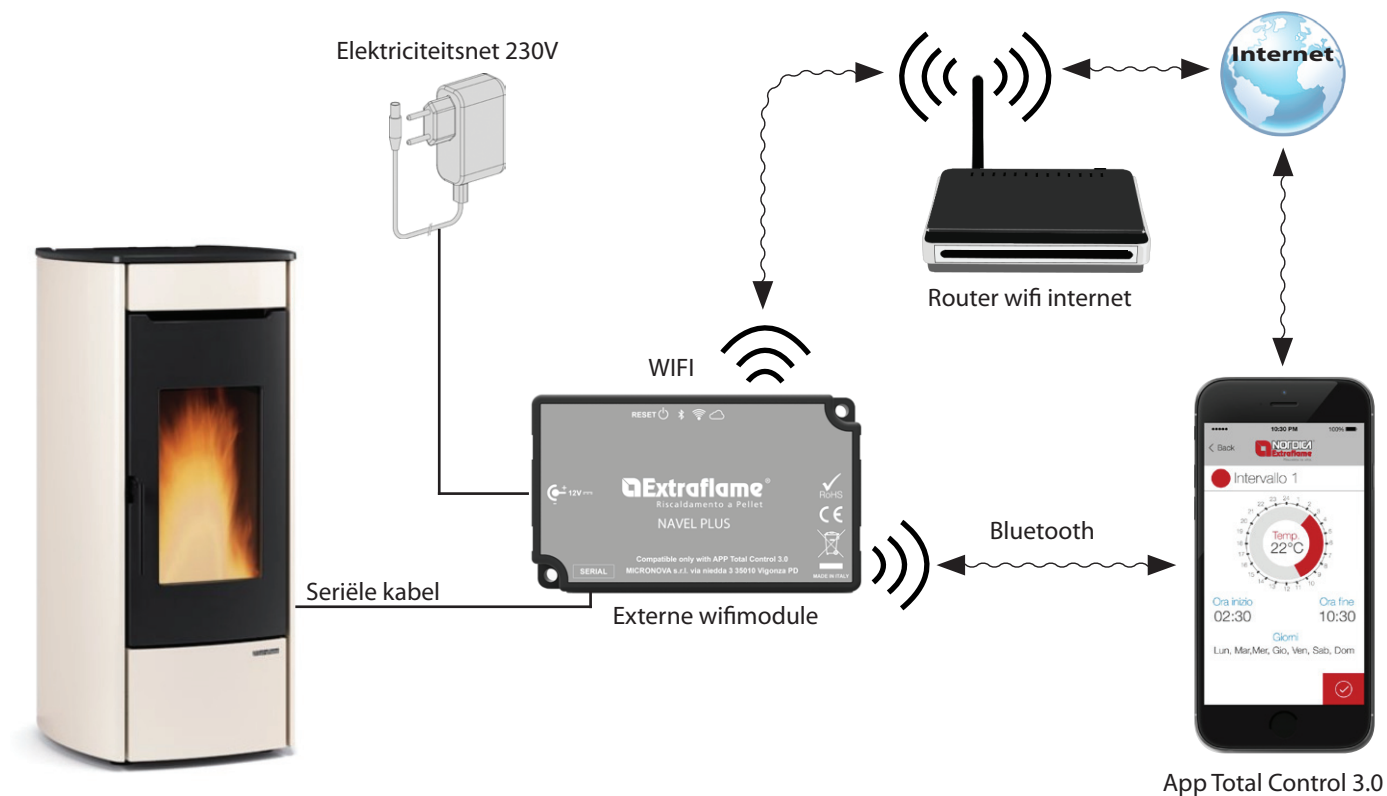 Elektriciteitsnet 230V
Internet
Router wifi internet
WIFI
RESET
12V
Extraflame®
Riscaldamento a Pellet
NAVEL PLUS
RoHS
CE
Compatible only with APP Total Control 3.0
SERIAL
MICRONOVA s.r.l. via niedda 3 35010 Vigonza PD
MADE IN ITALY
Seriële kabel
Externe wifimodule
Bluetooth
10:30 PM
100%
Back
NORDICA
Extraflame
Intervallo 1
Temp.
22°C
Ora inizio
Ora fine
02:30
10:30
Giorni
Lun, Mar,Mer, Gio, Ven, Sab, Dom
App Total Control 3.0